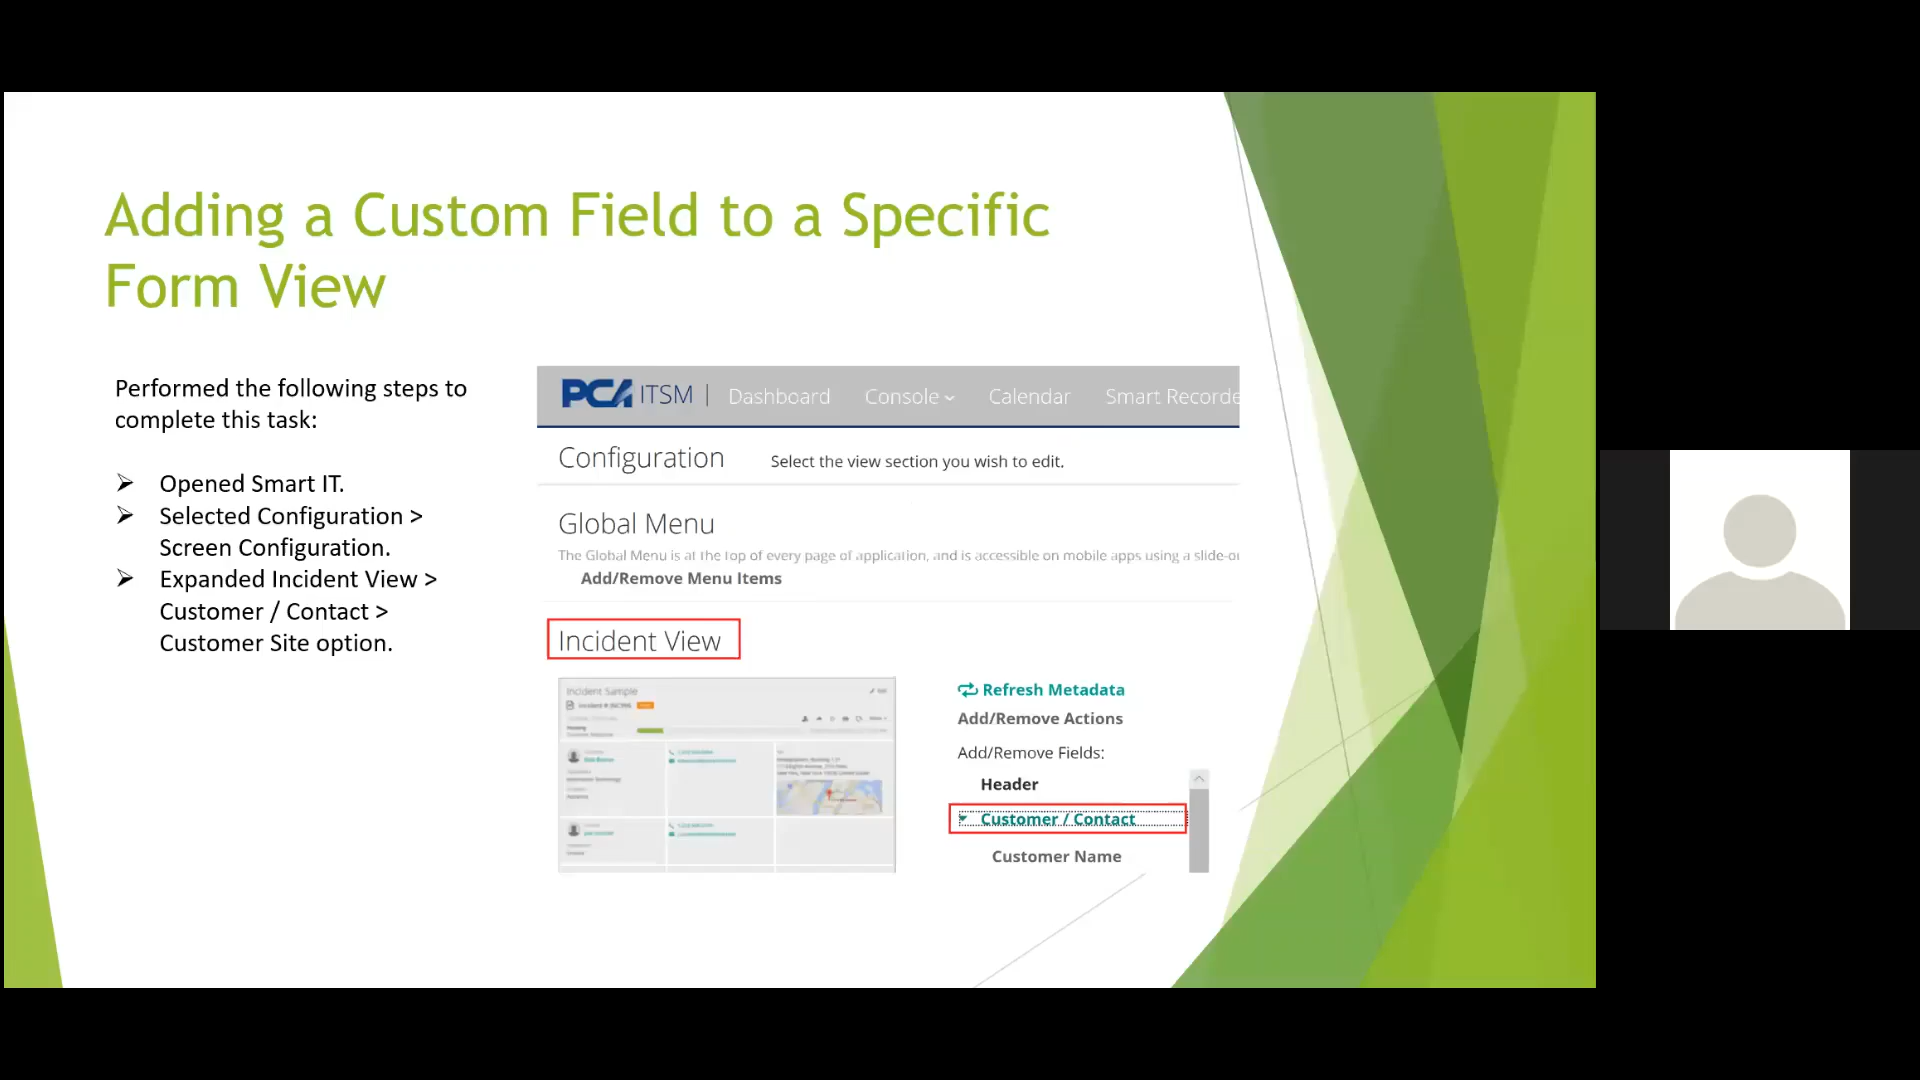 Adding a Custom Field to a Specific
Form View
Performed the following steps to
complete this task:
➢ Opened Smart IT.
➢ Selected Configuration >
Screen Configuration.
➢ Expanded Incident View >
Customer / Contact >
Customer Site option.
PCA ITSM | Dashboard Console Calendar Smart Recorde
Configuration Select the view section you wish to edit.
Global Menu
The Global Menu is at the top of every page of application, and is accessible on mobile apps using a slide-o
Add/Remove Menu Items
Incident View
Incident Sample
Refresh Metadata
Add/Remove Actions
Add/Remove Fields:
Header
Customer / Contact
Customer Name